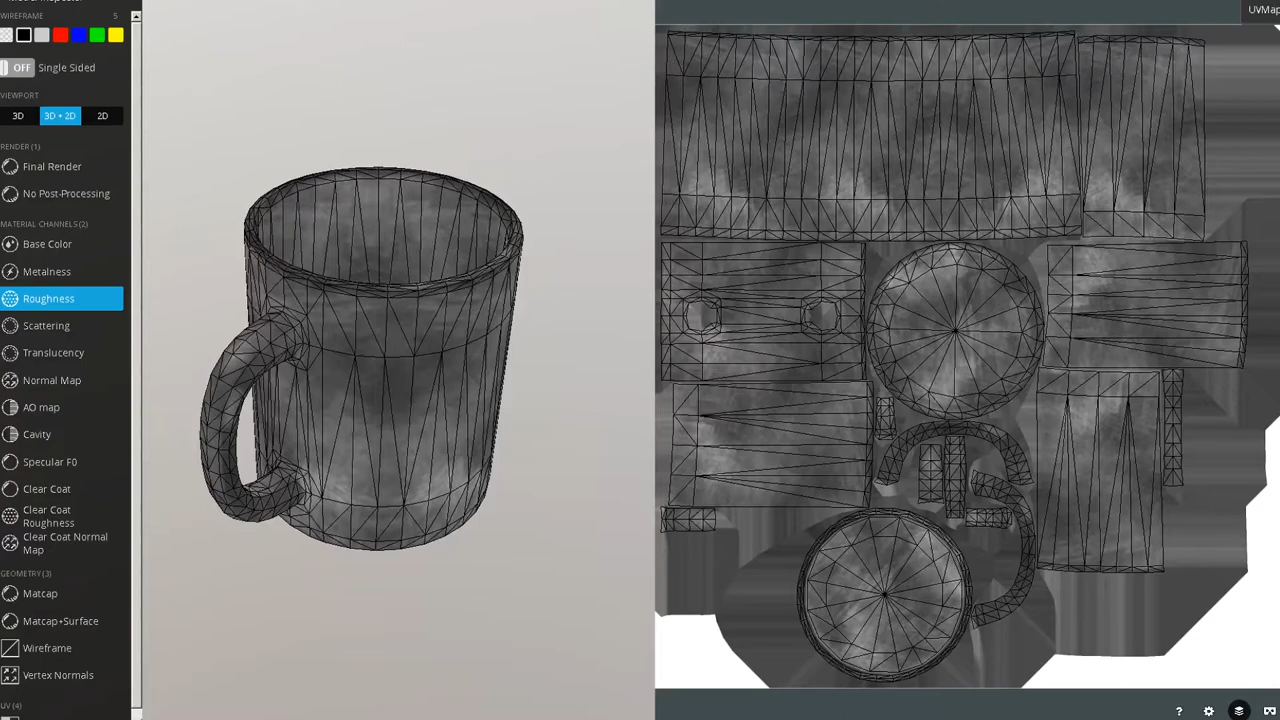 WIREFRAME 5
OFF Single Sided
VIEWPORT
3D 3D + 2D 2D
RENDER (1)
Final Render
No Post-Processing
MATERIAL CHANNELS (2)
Base Color
Metalness
Roughness
Scattering
Translucency
Normal Map
AO map
Cavity
Specular F0
Clear Coat
Clear Coat
Roughness
Clear Coat Normal
Map
GEOMETRY (3)
Matcap
Matcap+Surface
Wireframe
Vertex Normals
UV (4)
UVMap
?